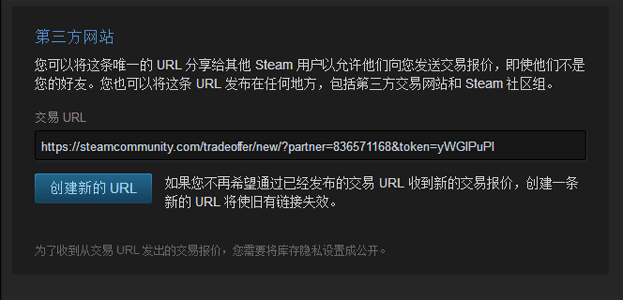 第三方网站
您可以将这条唯一的 URL 分享给其他 Steam 用户以允许他们向您发送交易报价，即使他们不是
您的好友。您也可以将这条 URL 发布在任何地方，包括第三方交易网站和 Steam 社区组。
交易 URL
https://steamcommunity.com/tradeoffer/new/?partner=836571168&token=yWGlPuPl
创建新的 URL
如果您不再希望通过已经发布的交易 URL 收到新的交易报价，创建一条
新的 URL 将使旧有链接失效。
为了收到从交易 URL 发出的交易报价，您需要将库存隐私设置成公开。